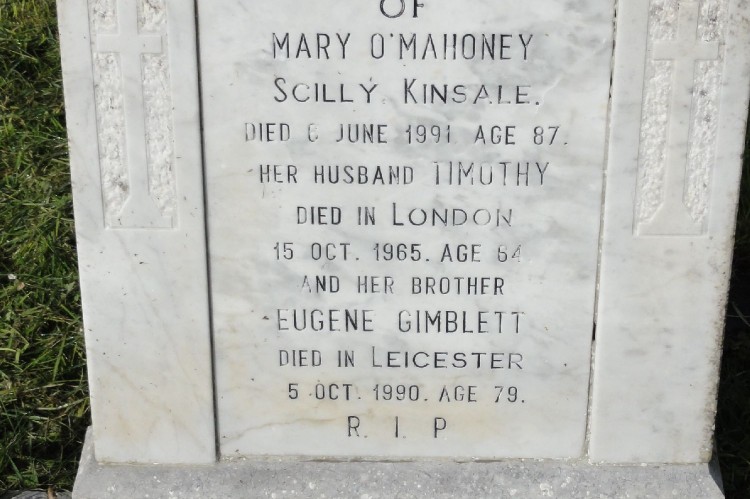 OF
MARY O'MAHONEY
SCILLY, KINSALE.
DIED 6 JUNE 1991 AGE 87.
HER HUSBAND TIMOTHY
DIED IN LONDON
15 OCT. 1965. AGE 64
AND HER BROTHER
EUGENE GIMBLETT
DIED IN LEICESTER
5 OCT. 1990. AGE 79.
R. I. P